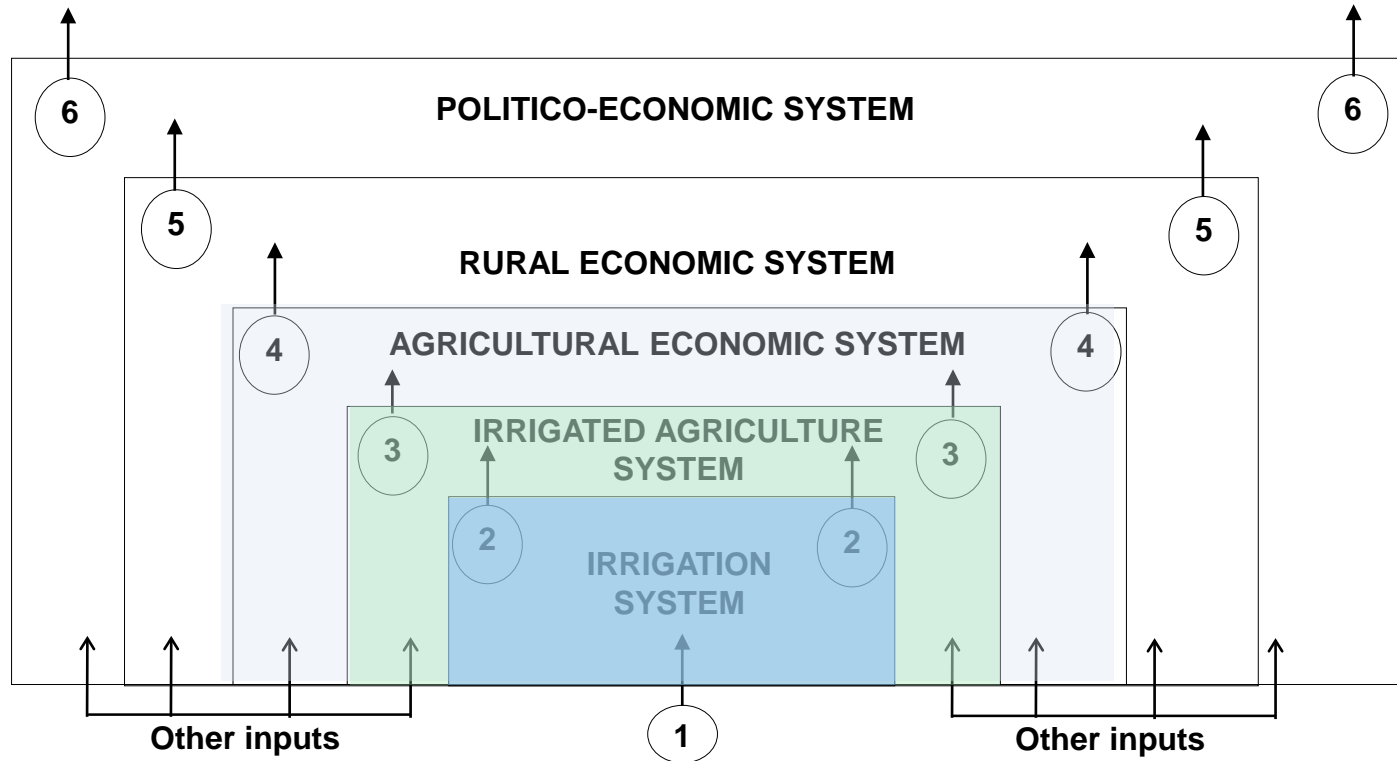 6
6
POLITICO-ECONOMIC SYSTEM
5
5
RURAL ECONOMIC SYSTEM
4
AGRICULTURAL ECONOMIC SYSTEM
4
3
IRRIGATED AGRICULTURE
SYSTEM
3
2
2
IRRIGATION
SYSTEM
Other inputs
1
Other inputs